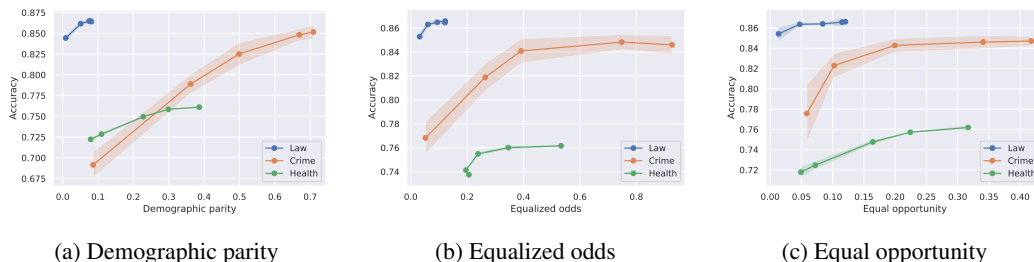 0.875
0.850
0.825
0.800
0.775
0.750
0.725
0.700
0.675
Accuracy
0.0 0.1 0.2 0.3 0.4 0.5 0.6 0.7
Demographic parity
Law
Crime
Health
(a) Demographic parity
0.86
0.84
0.82
0.80
0.78
0.76
0.74
Accuracy
0.0 0.2 0.4 0.6 0.8
Equalized odds
Law
Crime
Health
(b) Equalized odds
0.86
0.84
0.82
0.80
0.78
0.76
0.74
0.72
Accuracy
0.00 0.05 0.10 0.15 0.20 0.25 0.30 0.35 0.40
Equal opportunity
Law
Crime
Health
(c) Equal opportunity